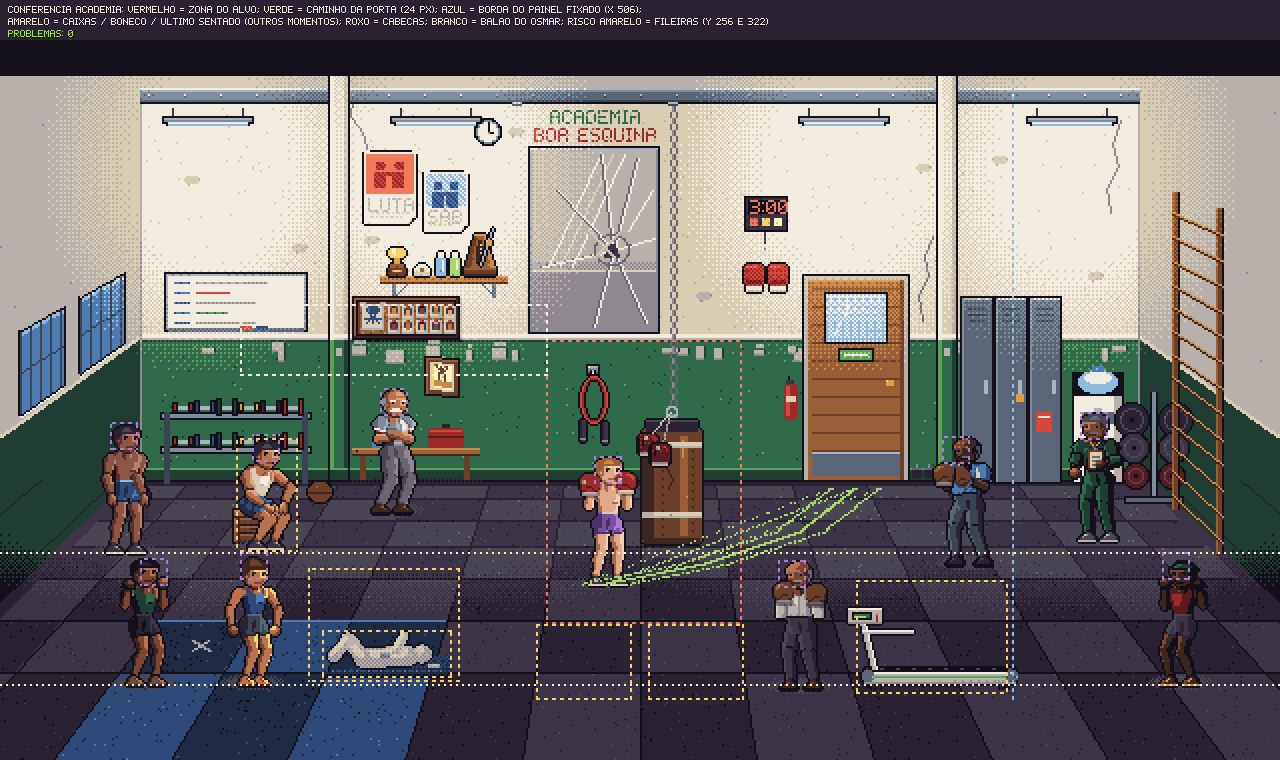 CONFERENCIA ACADEMIA: VERMELHO = ZONA DO ALVO; VERDE = CAMINHO DA PORTA (24 PX); AZUL = BORDA DO PAINEL FIXADO (X 506);
AMARELO = CAIXAS / BONECO / ULTIMO SENTADO (OUTROS MOMENTOS); ROXO = CABECAS; BRANCO = BALAO DO OSMAR; RISCO AMARELO = FILEIRAS (Y 256 E 322)
PROBLEMAS: 0
ACADEMIA
BOA ESQUINA
LUTA
SAB
3:00